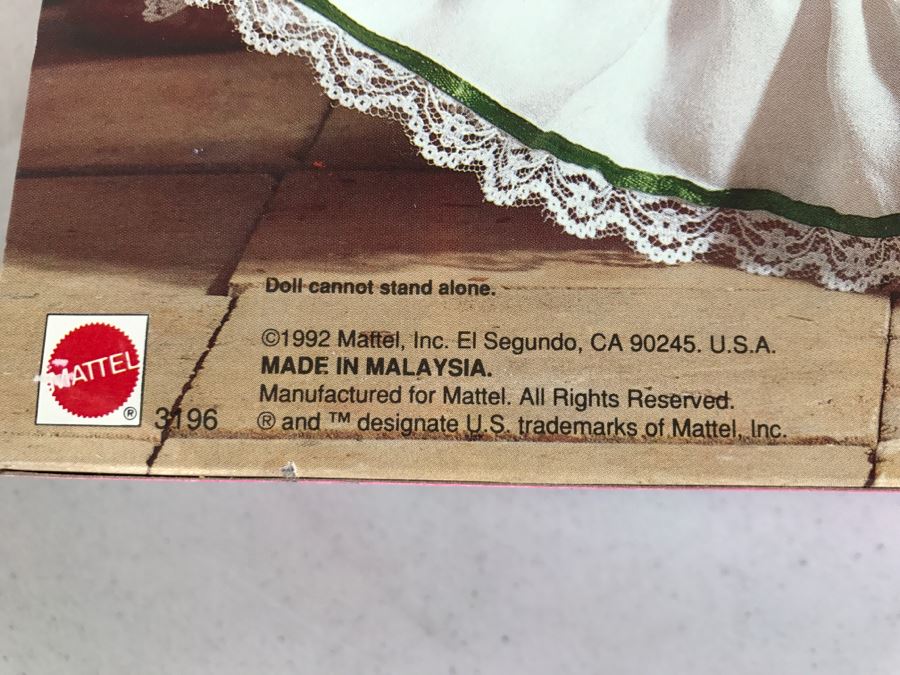 Doll cannot stand alone.
©1992 Mattel, Inc. El Segundo, CA 90245. U.S.A.
MADE IN MALAYSIA.
Manufactured for Mattel. All Rights Reserved.
® and ™ designate U.S. trademarks of Mattel, Inc.
MATTEL
®
3196